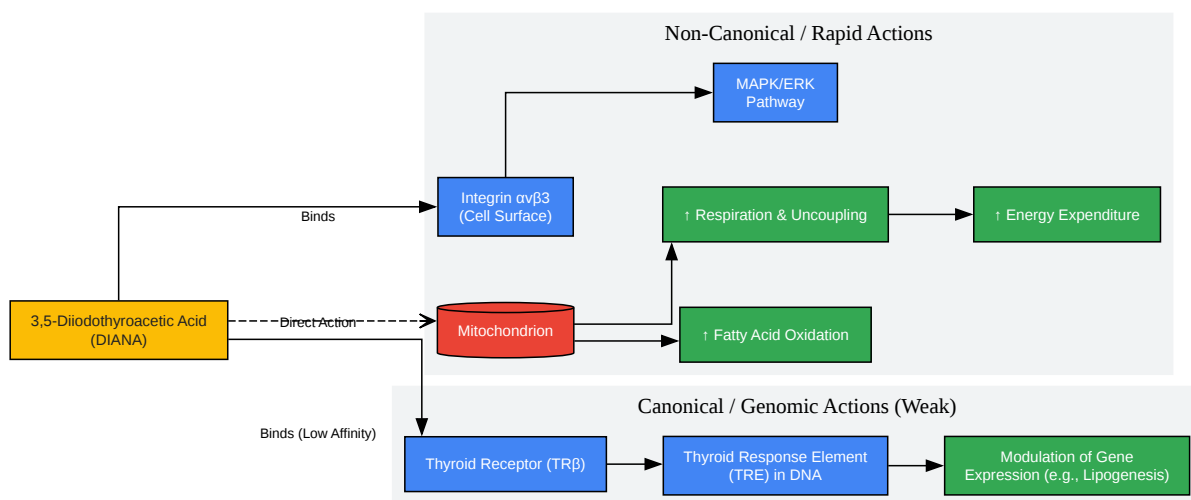 Non-Canonical / Rapid Actions
MAPK/ERK
Pathway
Integrin αvβ3
(Cell Surface)
Binds
↑ Respiration & Uncoupling
↑ Energy Expenditure
3,5-Diiodothyroacetic Acid
(DIANA)
Direct Action
Mitochondrion
↑ Fatty Acid Oxidation
Canonical / Genomic Actions (Weak)
Binds (Low Affinity)
Thyroid Receptor (TRβ)
Thyroid Response Element
(TRE) in DNA
Modulation of Gene
Expression (e.g., Lipogenesis)